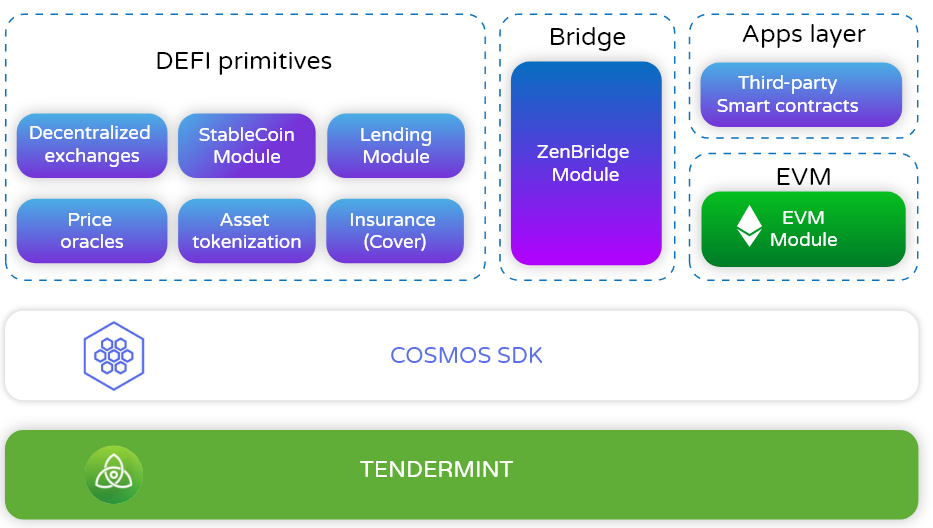 DEFI primitives
Decentralized
exchanges
StableCoin
Module
Lending
Module
Price
oracles
Asset
tokenization
Insurance
(Cover)
Bridge
ZenBridge
Module
Apps layer
Third-party
Smart contracts
EVM
EVM
Module
COSMOS SDK
TENDERMINT